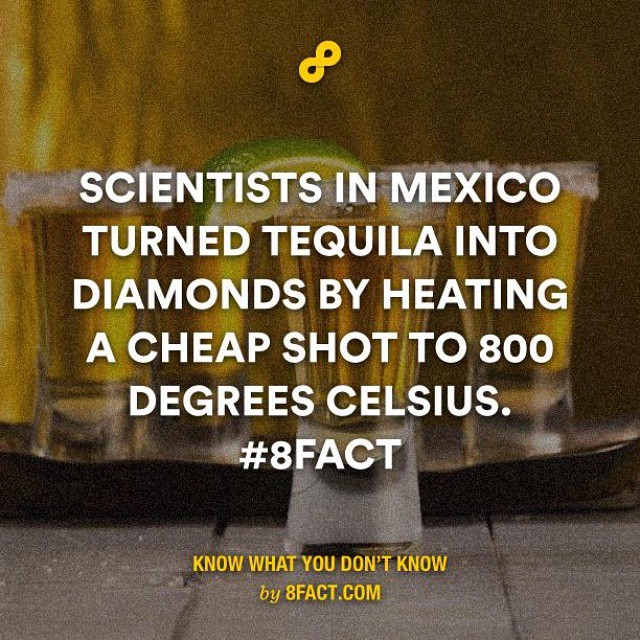 SCIENTISTS IN MEXICO
TURNED TEQUILA INTO
DIAMONDS BY HEATING
A CHEAP SHOT TO 800
DEGREES CELSIUS.
#8FACT
KNOW WHAT YOU DON'T KNOW
by 8FACT.COM